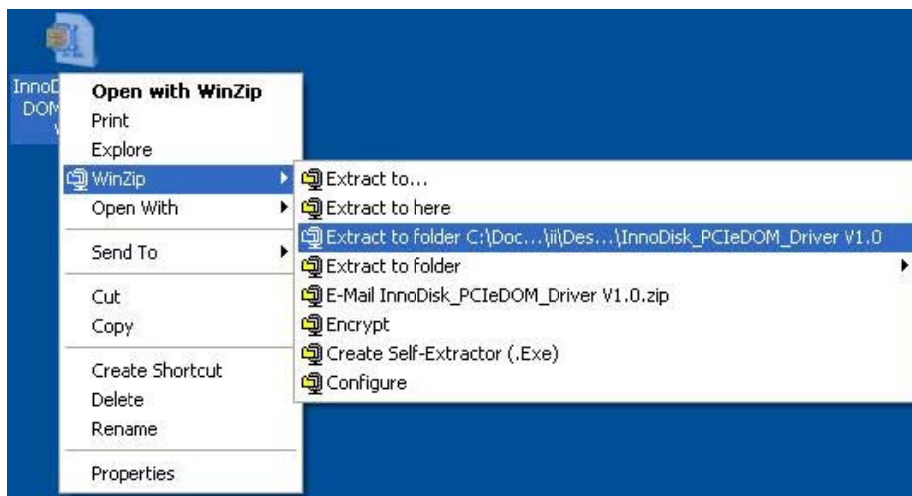 InnoD
DOM
Open with WinZip
Print
Explore
WinZip
Open With
Send To
Cut
Copy
Create Shortcut
Delete
Rename
Properties
Extract to...
Extract to here
Extract to folder C:\Doc...\ii\Des...\InnoDisk_PCIeDOM_Driver V1.0
Extract to folder
E-Mail InnoDisk_PCIeDOM_Driver V1.0.zip
Encrypt
Create Self-Extractor (.Exe)
Configure